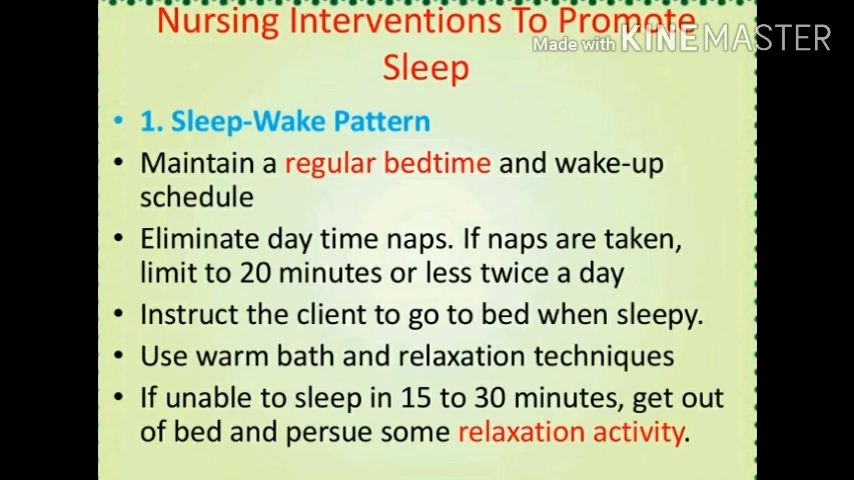 Nursing Interventions To Promote
Made with KINEMASTER
Sleep
• 1. Sleep-Wake Pattern
• Maintain a regular bedtime and wake-up
schedule
• Eliminate day time naps. If naps are taken,
limit to 20 minutes or less twice a day
• Instruct the client to go to bed when sleepy.
• Use warm bath and relaxation techniques
• If unable to sleep in 15 to 30 minutes, get out
of bed and persue some relaxation activity.